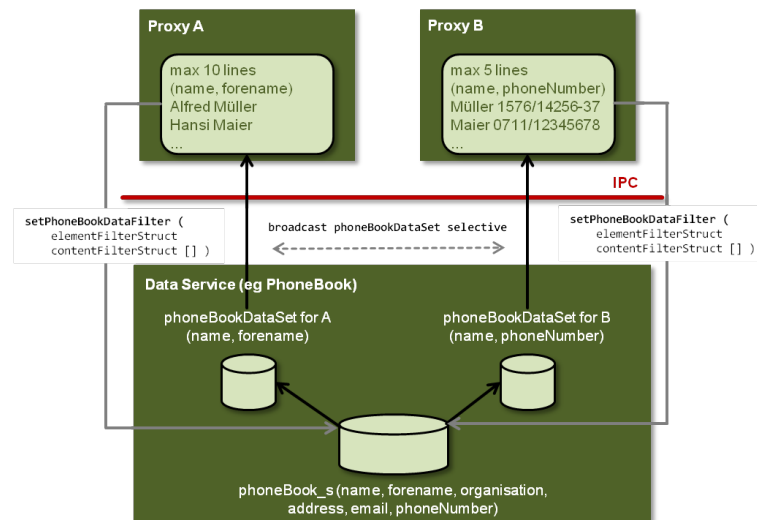 Proxy A
max 10 lines
(name, forename)
Alfred Müller
Hansi Maier
...
Proxy B
max 5 lines
(name, phoneNumber)
Müller 1576/14256-37
Maier 0711/12345678
...
IPC
setPhoneBookDataFilter (
elementFilterStruct
contentFilterStruct [] )
broadcast phoneBookDataSet selective
setPhoneBookDataFilter (
elementFilterStruct
contentFilterStruct [] )
Data Service (eg PhoneBook)
phoneBookDataSet for A
(name, forename)
phoneBookDataSet for B
(name, phoneNumber)
phoneBook_s (name, forename, organisation,
address, email, phoneNumber)